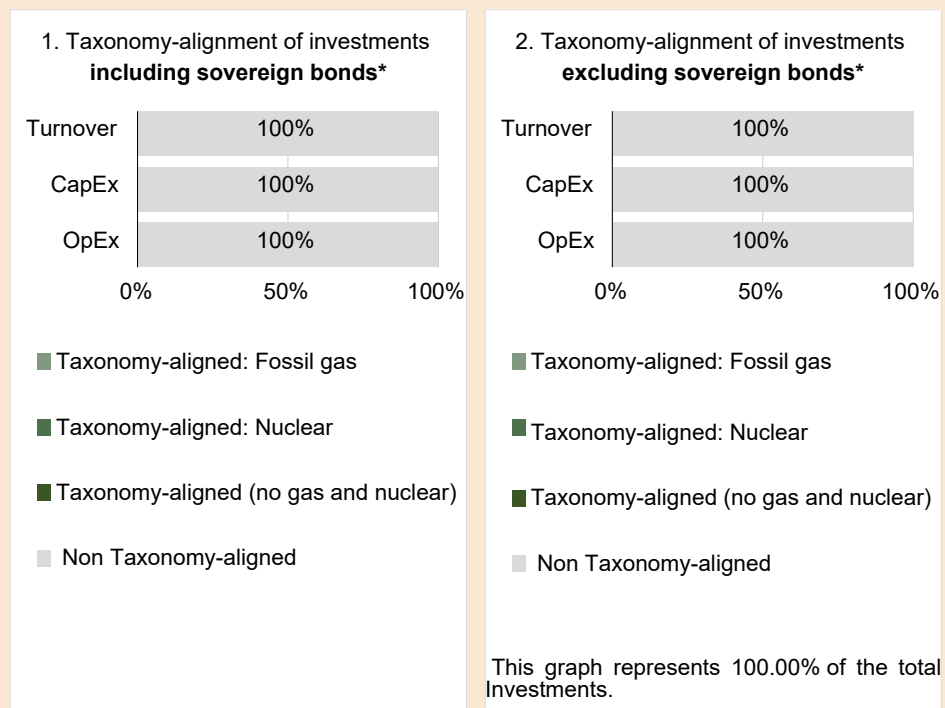 1. Taxonomy-alignment of investments
including sovereign bonds*
Turnover 100%
CapEx 100%
OpEx 100%
0% 50% 100%
Taxonomy-aligned: Fossil gas
Taxonomy-aligned: Nuclear
Taxonomy-aligned (no gas and nuclear)
Non Taxonomy-aligned
2. Taxonomy-alignment of investments
excluding sovereign bonds*
Turnover 100%
CapEx 100%
OpEx 100%
0% 50% 100%
Taxonomy-aligned: Fossil gas
Taxonomy-aligned: Nuclear
Taxonomy-aligned (no gas and nuclear)
Non Taxonomy-aligned
This graph represents 100.00% of the total
Investments.